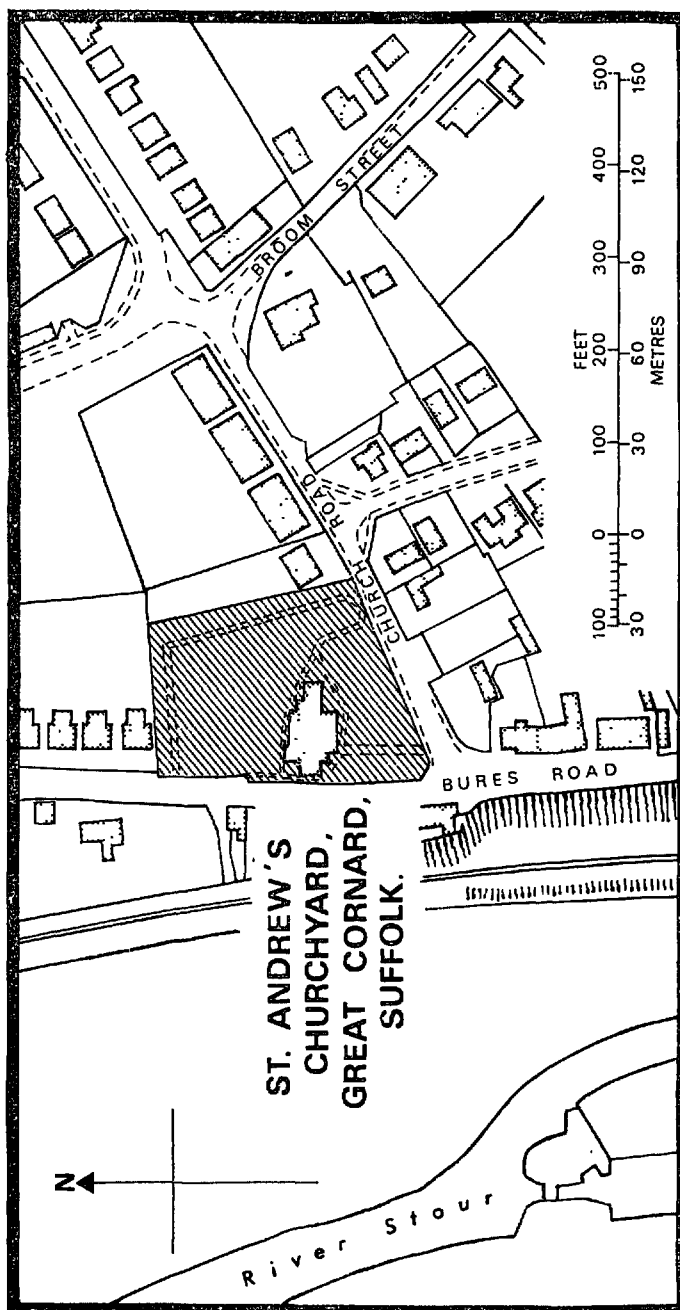 N
ST. ANDREW'S
CHURCHYARD,
GREAT CORNARD,
SUFFOLK.
River Stour
BURES ROAD
CHURCH ROAD
BROOM STREET
FEET
100 0 100 200 300 400 500
30 0 30 60 90 120 150
METRES